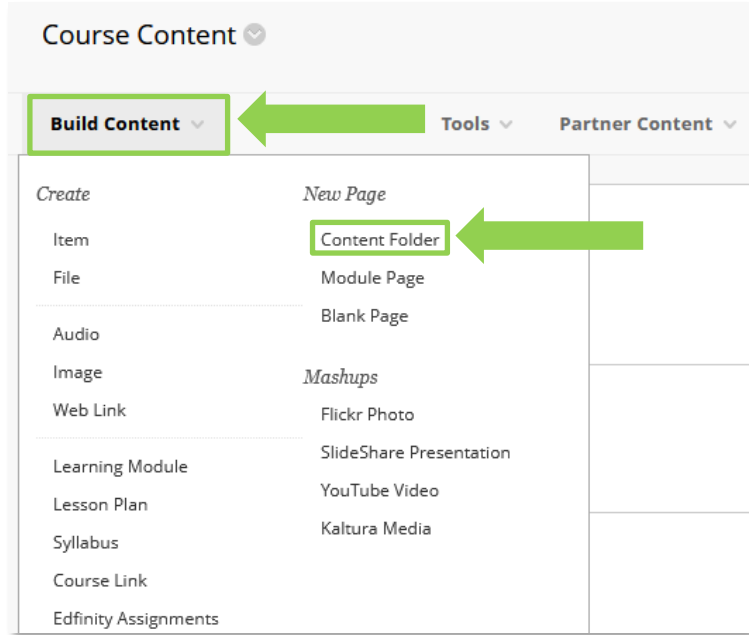 Course Content
Build Content
Tools
Partner Content
Create
Item
File
Audio
Image
Web Link
Learning Module
Lesson Plan
Syllabus
Course Link
Edfinity Assignments
New Page
Content Folder
Module Page
Blank Page
Mashups
Flickr Photo
SlideShare Presentation
YouTube Video
Kaltura Media